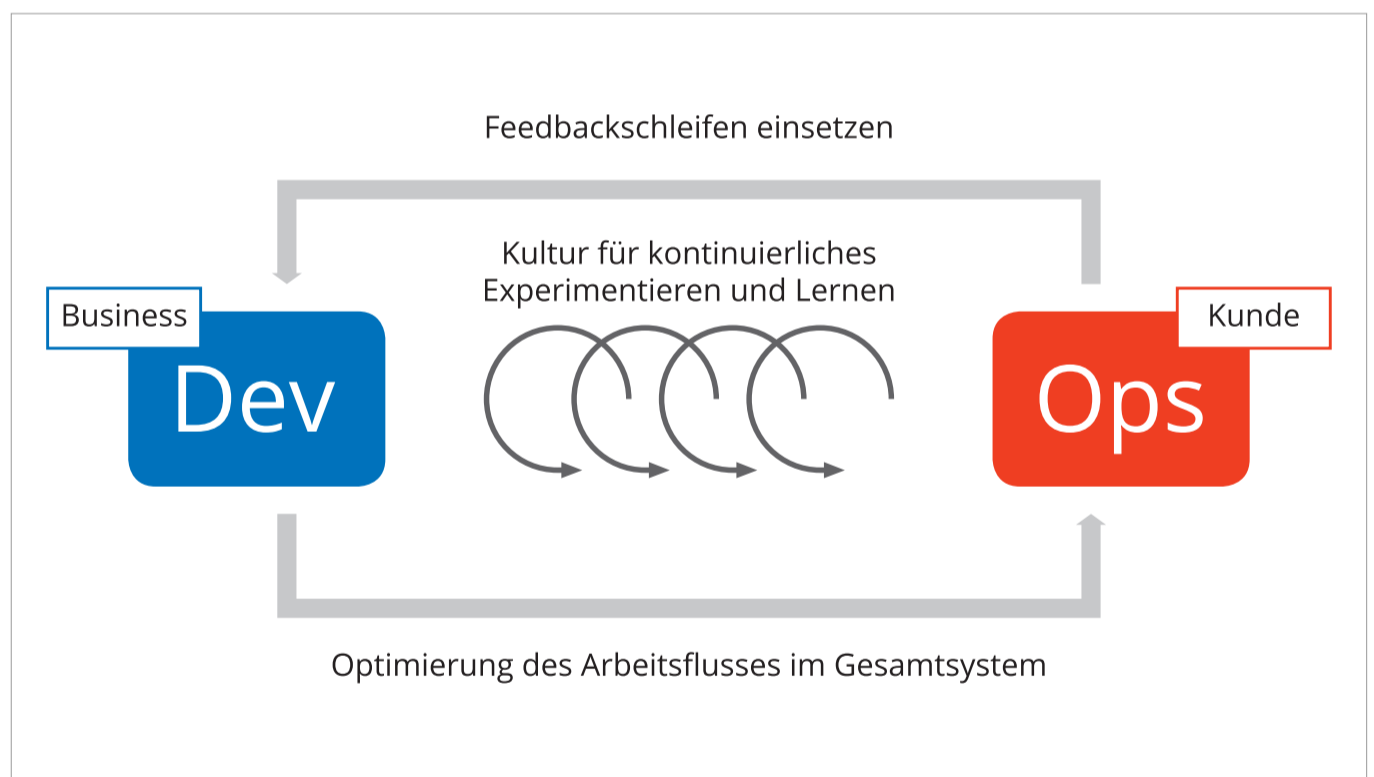 Feedbackschleifen einsetzen
Kultur für kontinuierliches
Experimentieren und Lernen
Business
Dev
Kunde
Ops
Optimierung des Arbeitsflusses im Gesamtsystem